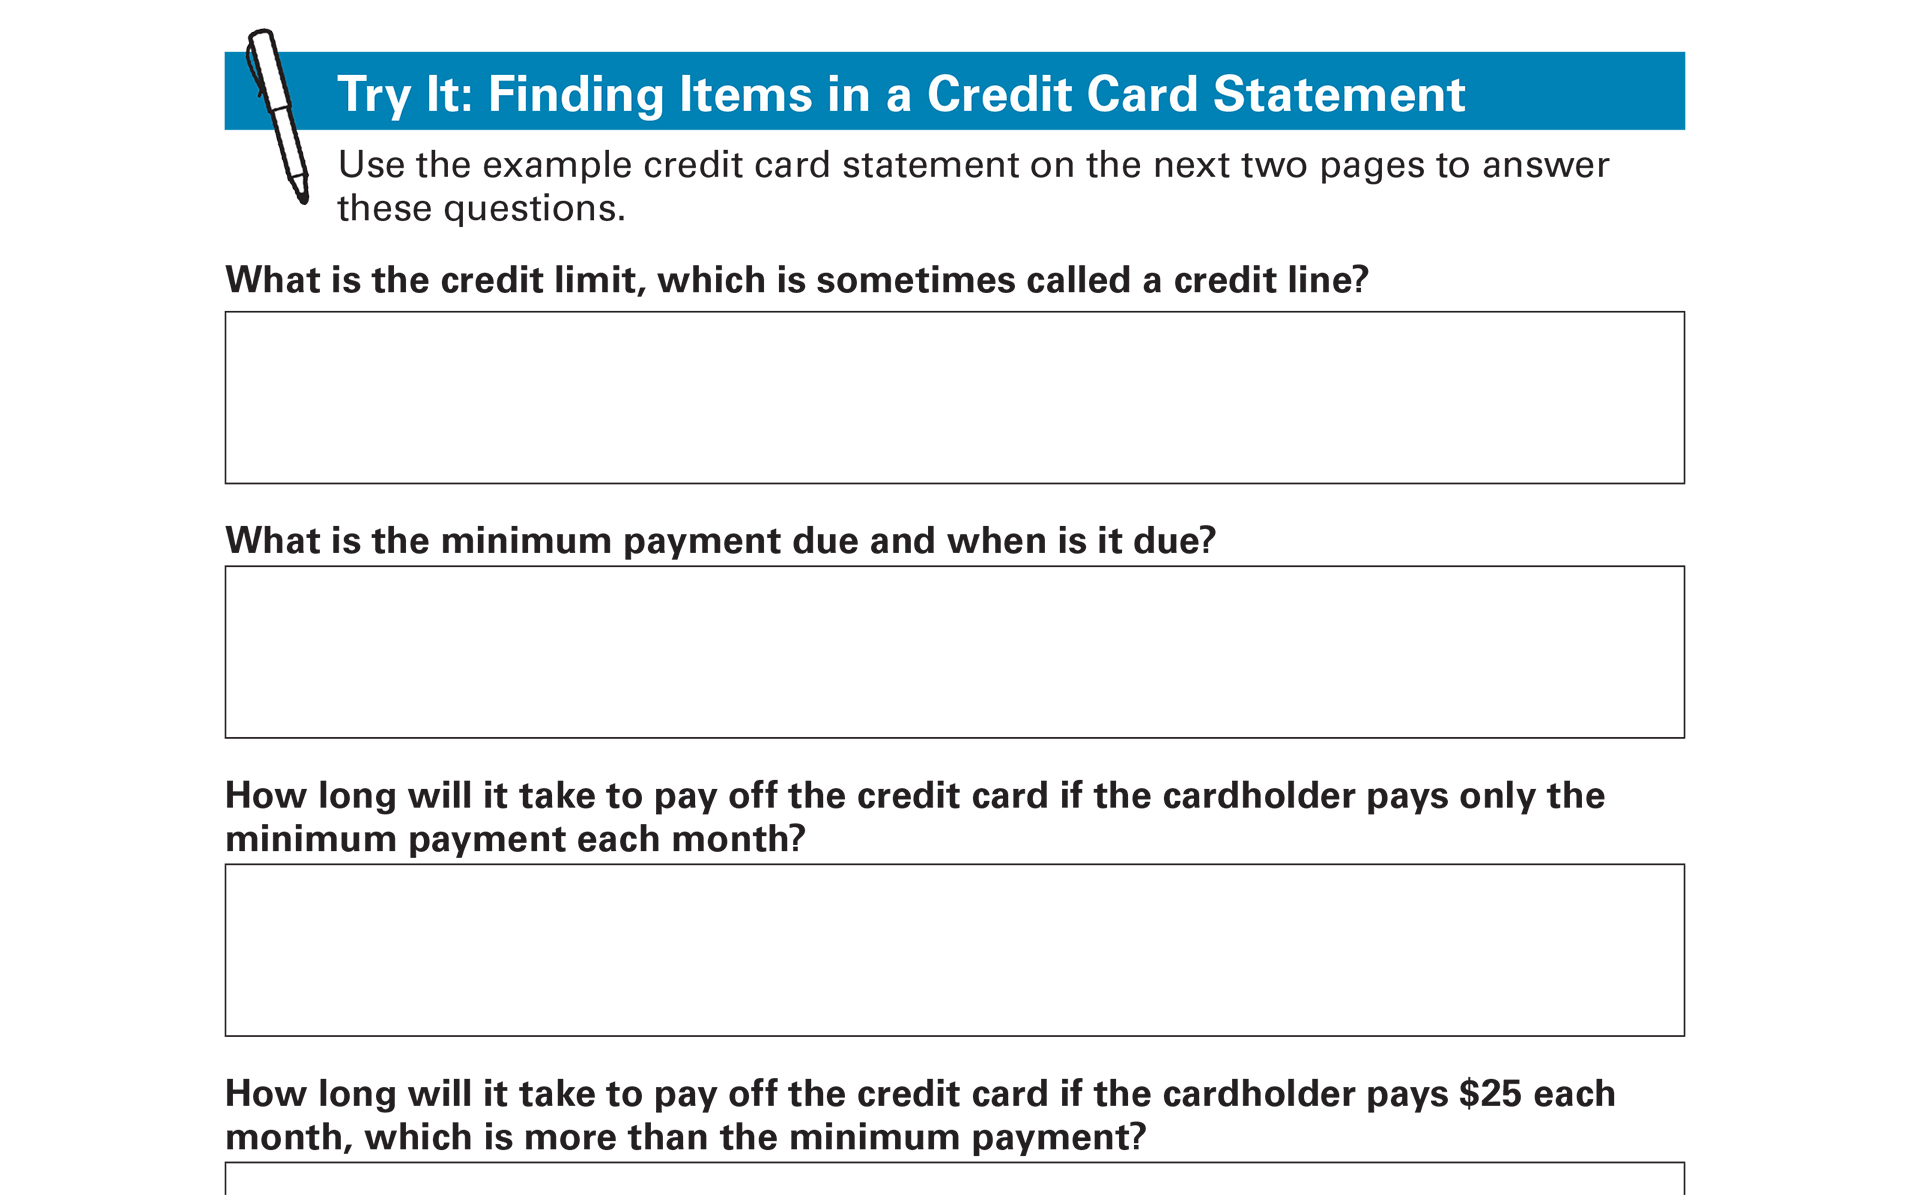 Try It: Finding Items in a Credit Card Statement
Use the example credit card statement on the next two pages to answer
these questions.
What is the credit limit, which is sometimes called a credit line?
What is the minimum payment due and when is it due?
How long will it take to pay off the credit card if the cardholder pays only the
minimum payment each month?
How long will it take to pay off the credit card if the cardholder pays $25 each
month, which is more than the minimum payment?